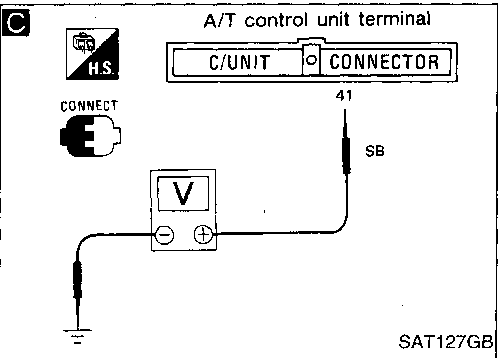 C
A/T control unit terminal
H.S.
C/UNIT CONNECTOR
CONNECT
41
SB
V
SAT127GB